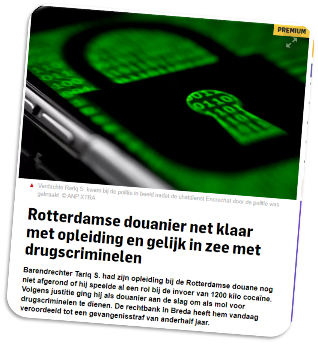 PREMIUM
Verdachte Tariq S. kwam bij de politie in beeld nadat de chatdienst Encrochat door de politie was
gekraakt. © ANP XTRA
Rotterdamse douanier net klaar
met opleiding en gelijk in zee met
drugscriminelen
Barendrechter Tariq S. had zijn opleiding bij de Rotterdamse douane nog
niet afgerond of hij speelde al een rol bij de invoer van 1200 kilo cocaïne.
Volgens justitie ging hij als douanier aan de slag om als mol voor
drugscriminelen te dienen. De rechtbank in Breda heeft hem vandaag
veroordeeld tot een gevangenisstraf van anderhalf jaar.